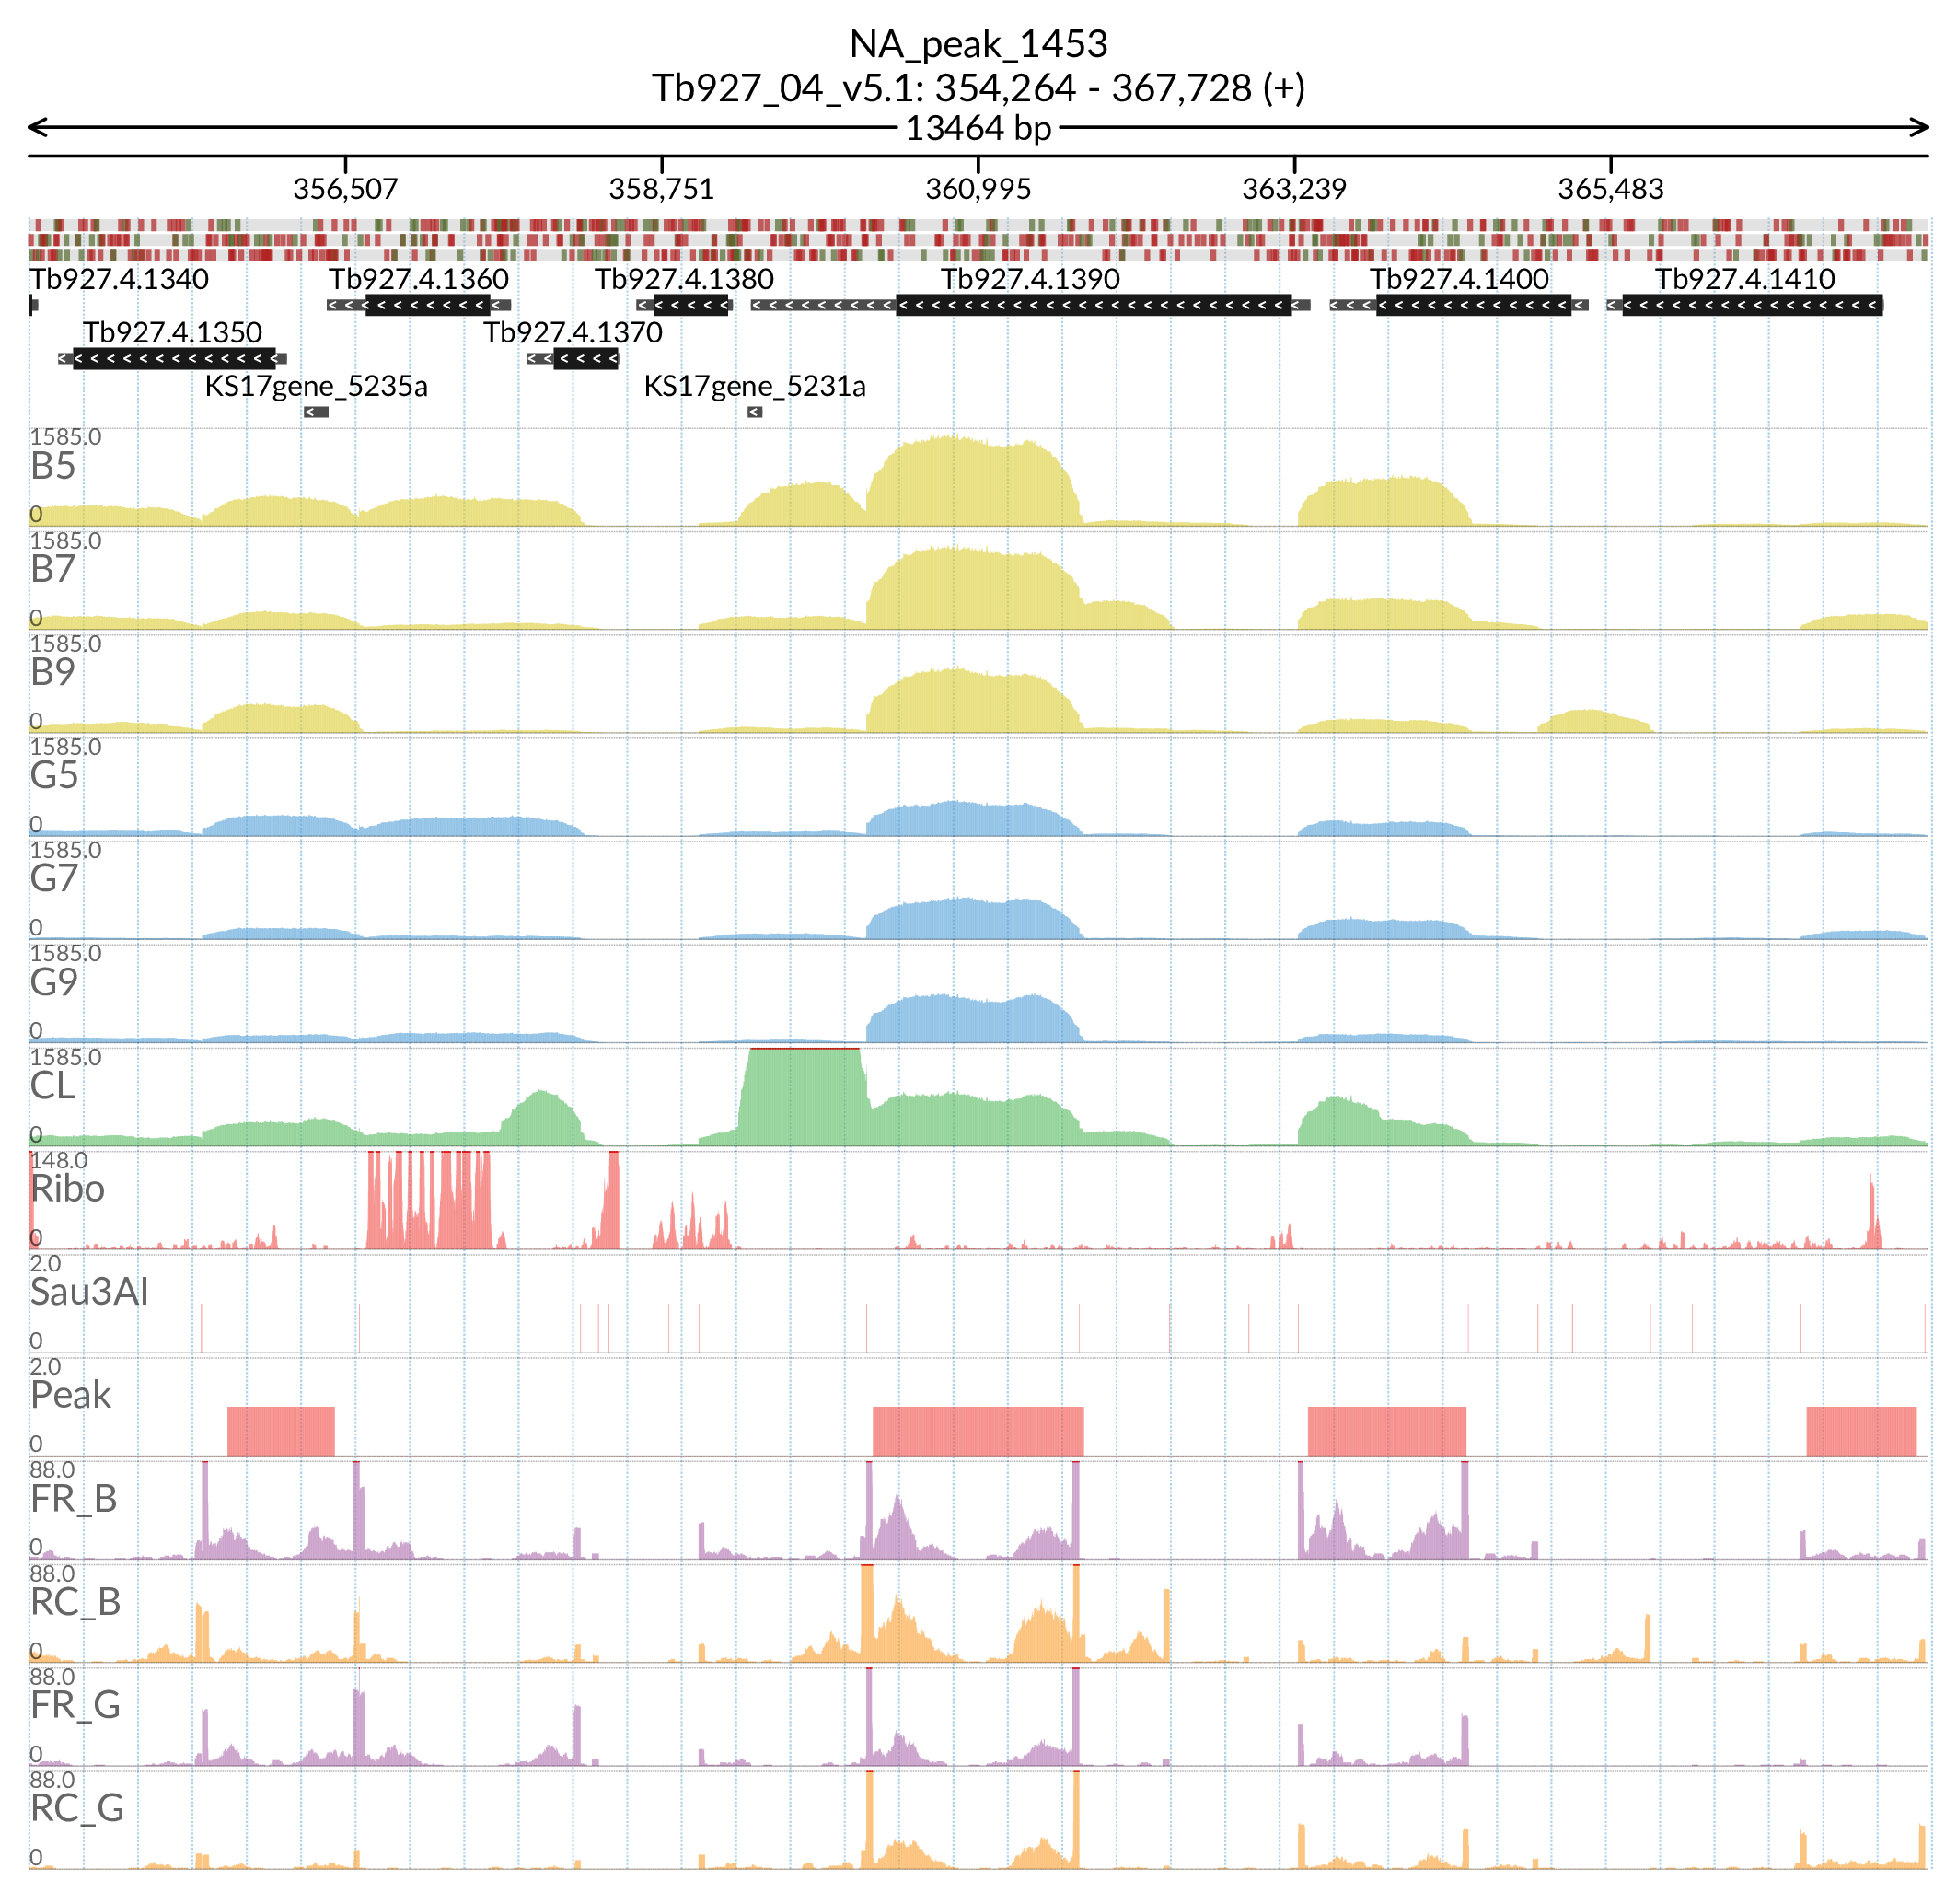 NA_peak_1453
Tb927_04_v5.1: 354,264 - 367,728 (+)
13464 bp
356,507 358,751 360,995 363,239 365,483
Tb927.4.1340 Tb927.4.1360 Tb927.4.1380 Tb927.4.1390 Tb927.4.1400 Tb927.4.1410
Tb927.4.1350 Tb927.4.1370
KS17gene_5235a KS17gene_5231a
1585.0
B5
0
1585.0
B7
0
1585.0
B9
0
1585.0
G5
0
1585.0
G7
0
1585.0
G9
0
1585.0
CL
0
148.0
Ribo
0
2.0
Sau3AI
0
2.0
Peak
0
88.0
FR_B
0
88.0
RC_B
0
88.0
FR_G
0
88.0
RC_G
0